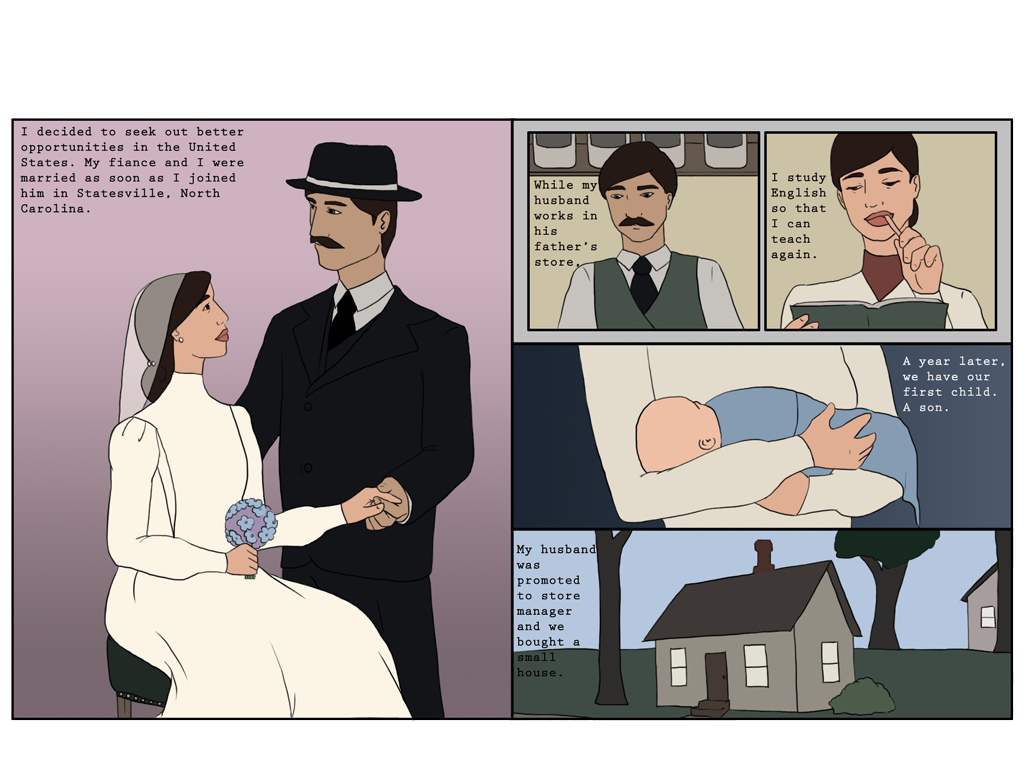 I decided to seek out better
opportunities in the United
States. My fiance and I were
married as soon as I joined
him in Statesville, North
Carolina.
While my
husband
works in
his
father's
store,
I study
English
so that
I can
teach
again.
A year later,
we have our
first child.
A son.
My husband
was
promoted
to store
manager
and we
bought a
small
house.